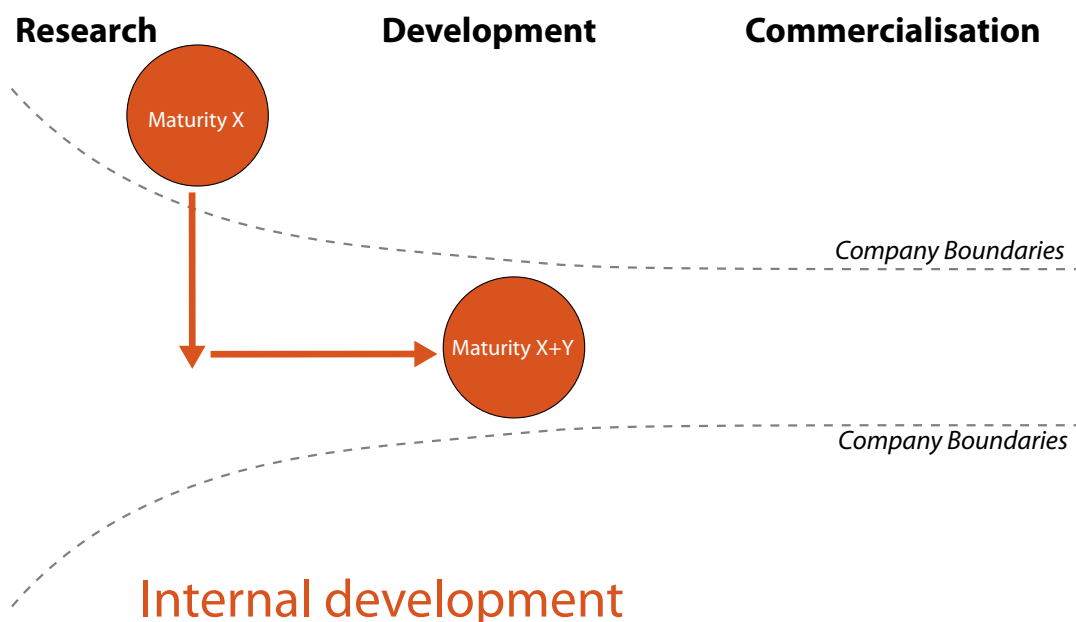 Research
Development
Commercialisation
Maturity X
Company Boundaries
Maturity X+Y
Company Boundaries
Internal development